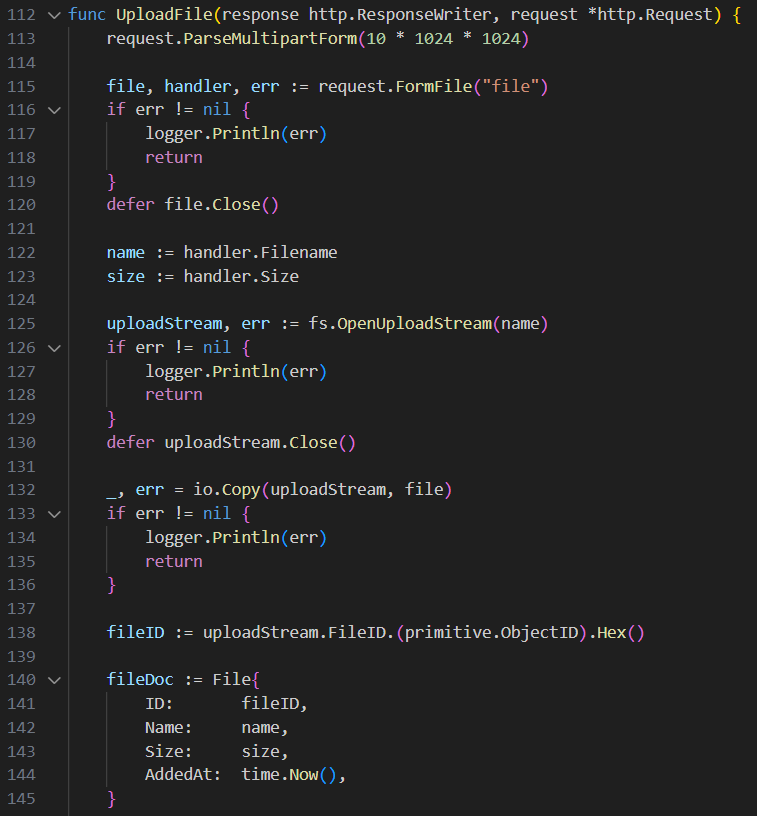 112 func UploadFile(response http.ResponseWriter, request *http.Request) {
113     request.ParseMultipartForm(10 * 1024 * 1024)
114
115     file, handler, err := request.FormFile("file")
116     if err != nil {
117         logger.Println(err)
118         return
119     }
120     defer file.Close()
121
122     name := handler.Filename
123     size := handler.Size
124
125     uploadStream, err := fs.OpenUploadStream(name)
126     if err != nil {
127         logger.Println(err)
128         return
129     }
130     defer uploadStream.Close()
131
132     _, err = io.Copy(uploadStream, file)
133     if err != nil {
134         logger.Println(err)
135         return
136     }
137
138     fileID := uploadStream.FileID.(primitive.ObjectID).Hex()
139
140     fileDoc := File{
141         ID:       fileID,
142         Name:     name,
143         Size:     size,
144         AddedAt:  time.Now(),
145     }